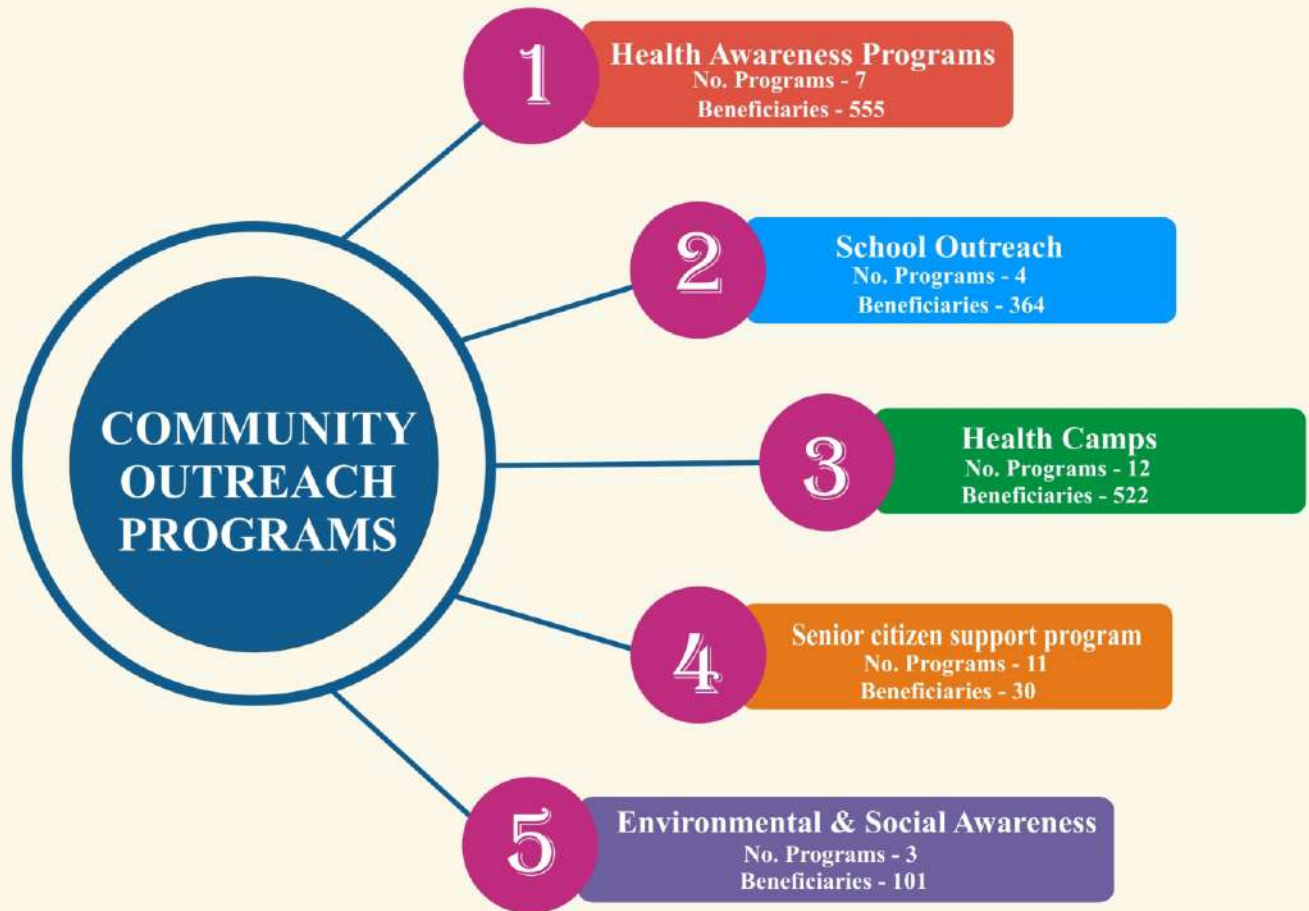 COMMUNITY
OUTREACH
PROGRAMS
1
Health Awareness Programs
No. Programs - 7
Beneficiaries - 555
2
School Outreach
No. Programs - 4
Beneficiaries - 364
3
Health Camps
No. Programs - 12
Beneficiaries - 522
4
Senior citizen support program
No. Programs - 11
Beneficiaries - 30
5
Environmental & Social Awareness
No. Programs - 3
Beneficiaries - 101